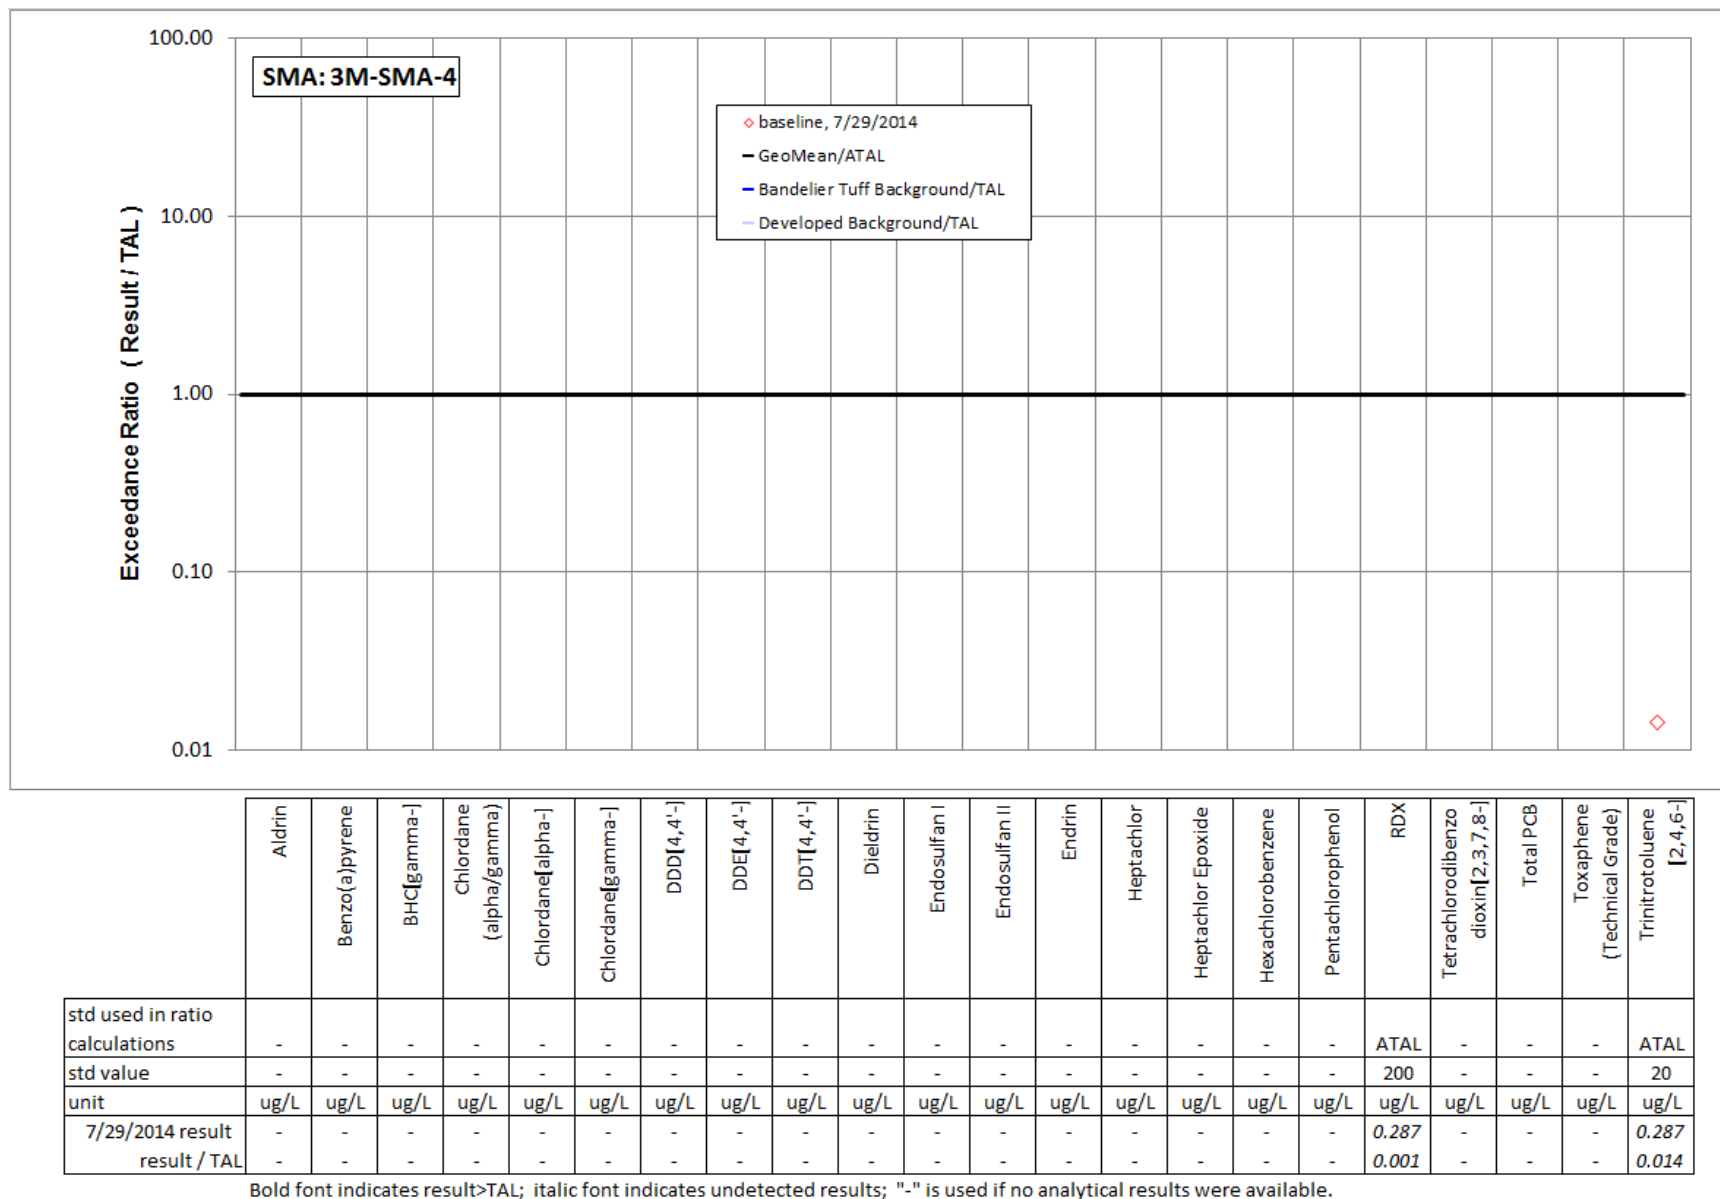 SMA: 3M-SMA-4
100.00
10.00
1.00
0.10
0.01
Exceedance Ratio ( Result / TAL )
baseline, 7/29/2014
GeoMean/ATAL
Bandelier Tuff Background/TAL
Developed Background/TAL
Aldrin
Benzo(a)pyrene
BHC[gamma-]
Chlordane
(alpha/gamma)
Chlordane[alpha-]
Chlordane[gamma-]
DDD[4,4'-]
DDE[4,4'-]
DDT[4,4'-]
Dieldrin
Endosulfan I
Endosulfan II
Endrin
Heptachlor
Heptachlor Epoxide
Hexachlorobenzene
Pentachlorophenol
RDX
Tetrachlorodibenzo
dioxin[2,3,7,8-]
Total PCB
Toxaphene
(Technical Grade)
Trinitrotoluene
[2,4,6-]
std used in ratio
calculations - - - - - - - - - - - - - - - - - ATAL - - - ATAL
std value - - - - - - - - - - - - - - - - - 200 - - - 20
unit ug/L ug/L ug/L ug/L ug/L ug/L ug/L ug/L ug/L ug/L ug/L ug/L ug/L ug/L ug/L ug/L ug/L ug/L ug/L ug/L ug/L ug/L
7/29/2014 result - - - - - - - - - - - - - - - - - 0.287 - - - 0.287
result / TAL - - - - - - - - - - - - - - - - - 0.001 - - - 0.014
Bold font indicates result>TAL; italic font indicates undetected results; "-" is used if no analytical results were available.